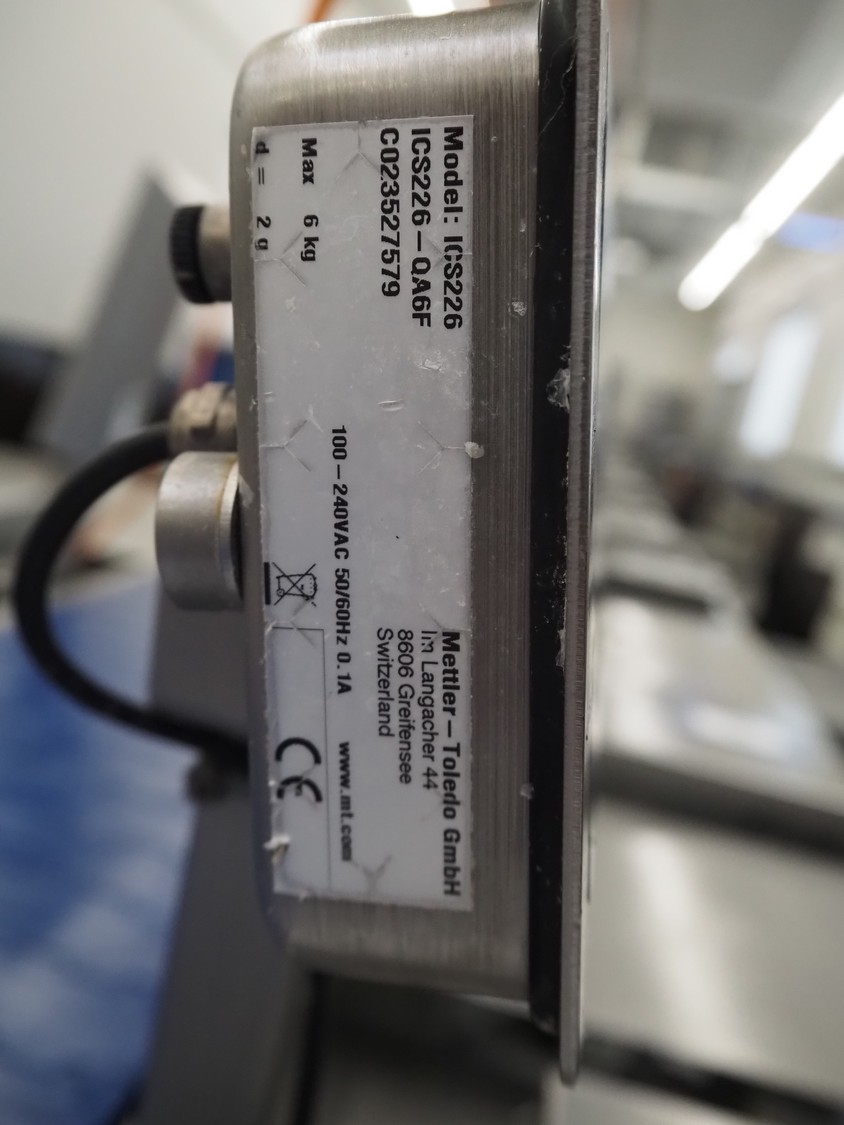 Model: ICS226
ICS226-QA6F
C023527579
Max 6 kg
d = 2 g
100-240VAC 50/60Hz 0.1A
www.mt.com
Mettler-Toledo GmbH
Im Langacher 44
8606 Greifensee
Switzerland
CE